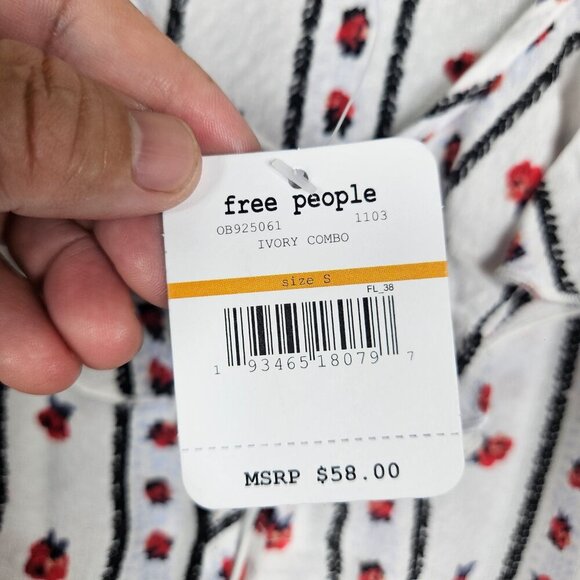 free people
OB925061 1103
IVORY COMBO
size S
FL_38
1 93465 18079 7
MSRP $58.00